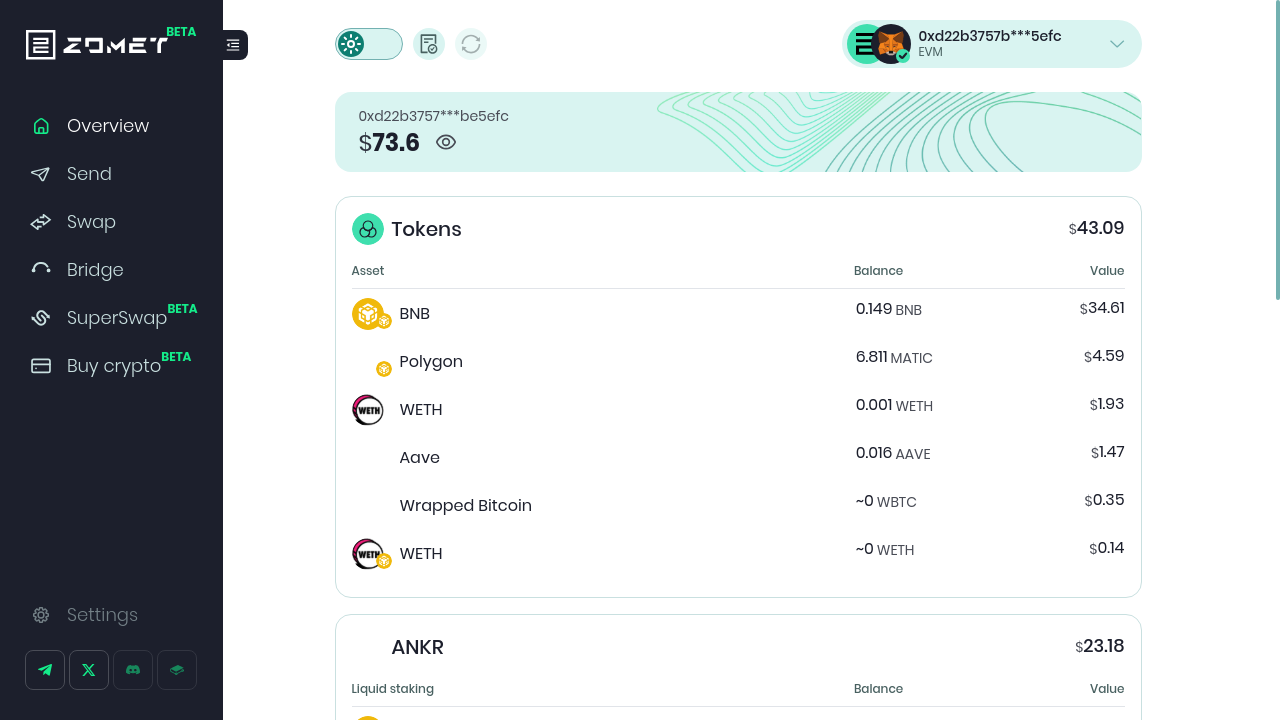 ZOMET BETA
Overview
Send
Swap
Bridge
SuperSwap BETA
Buy crypto BETA
Settings
0xd22b3757b***5efc
EVM
0xd22b3757***be5efc
$73.6
Tokens $43.09
Asset Balance Value
BNB 0.149 BNB $34.61
Polygon 6.811 MATIC $4.59
WETH WETH 0.001 WETH $1.93
Aave 0.016 AAVE $1.47
Wrapped Bitcoin ~0 WBTC $0.35
WETH WETH ~0 WETH $0.14
ANKR $23.18
Liquid staking Balance Value